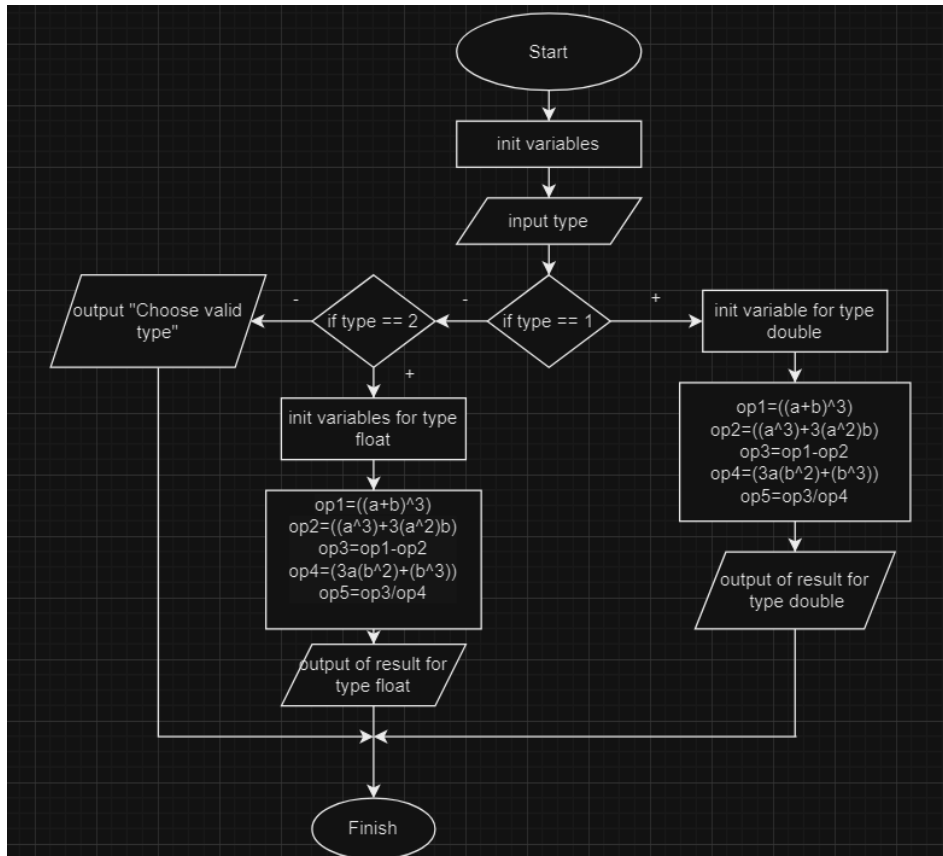 Start
init variables
input type
if type == 1
-
+
if type == 2
-
+
output "Choose valid
type"
init variable for type
double
init variables for type
float
op1=((a+b)^3)
op2=((a^3)+3(a^2)b)
op3=op1-op2
op4=(3a(b^2)+(b^3))
op5=op3/op4
op1=((a+b)^3)
op2=((a^3)+3(a^2)b)
op3=op1-op2
op4=(3a(b^2)+(b^3))
op5=op3/op4
output of result for
type double
output of result for
type float
Finish